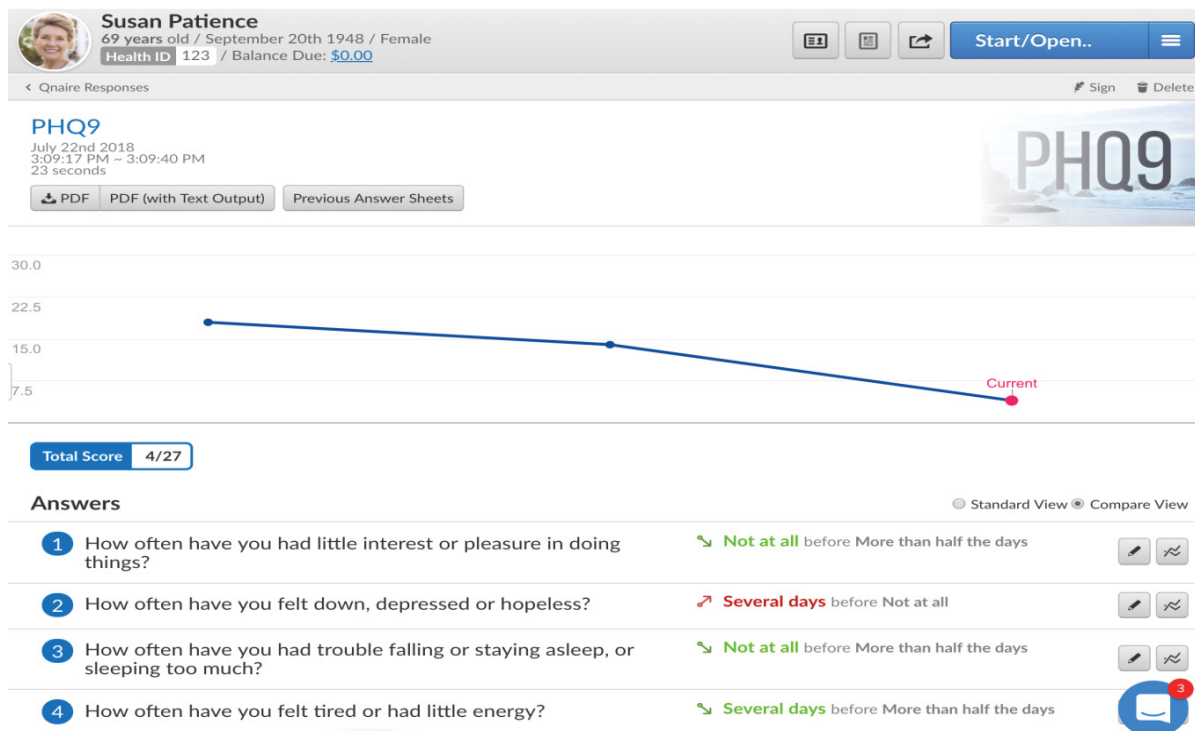 Susan Patience
69 years old / September 20th 1948 / Female
Health ID 123 / Balance Due: $0.00
Start/Open..
Qnaire Responses
Sign Delete
PHQ9
July 22nd 2018
3:09:17 PM ~ 3:09:40 PM
23 seconds
PDF PDF (with Text Output) Previous Answer Sheets
PHQ9
30.0
22.5
15.0
7.5
Current
Total Score 4/27
Answers
Standard View Compare View
1 How often have you had little interest or pleasure in doing
things?
Not at all before More than half the days
2 How often have you felt down, depressed or hopeless?
Several days before Not at all
3 How often have you had trouble falling or staying asleep, or
sleeping too much?
Not at all before More than half the days
4 How often have you felt tired or had little energy?
Several days before More than half the days
3